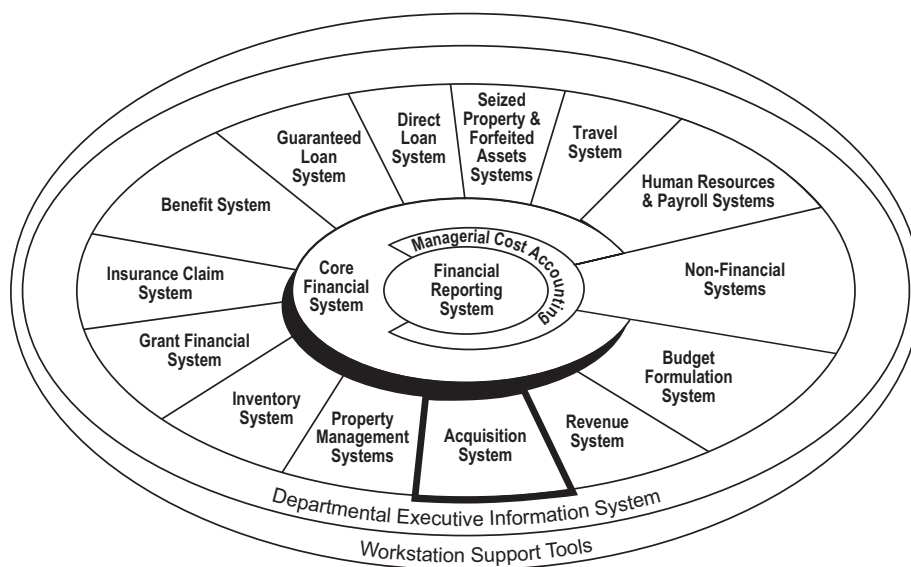 Seized
Property &
Forfeited
Assets
Systems
Direct
Loan
System
Travel
System
Guaranteed
Loan
System
Human Resources
& Payroll Systems
Benefit System
Managerial Cost Accounting
Core
Financial
System
Financial
Reporting
System
Non-Financial
Systems
Insurance Claim
System
Grant Financial
System
Budget
Formulation
System
Inventory
System
Property
Management
Systems
Acquisition
System
Revenue
System
Departmental Executive Information System
Workstation Support Tools